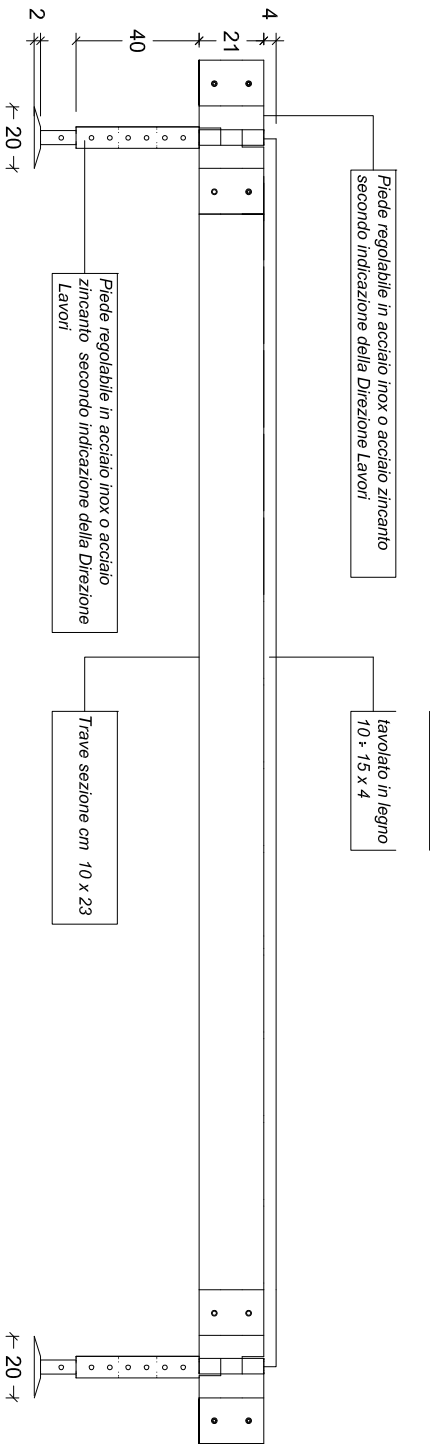 4
21
40
2
20
Piede regolabile in acciaio inox o acciaio zincanto
secondo indicazione della Direzione Lavori
Piede regolabile in acciaio inox o acciaio
zincanto secondo indicazione della Direzione
Lavori
tavolato in legno
10 ÷ 15 x 4
Trave sezione cm 10 x 23
20